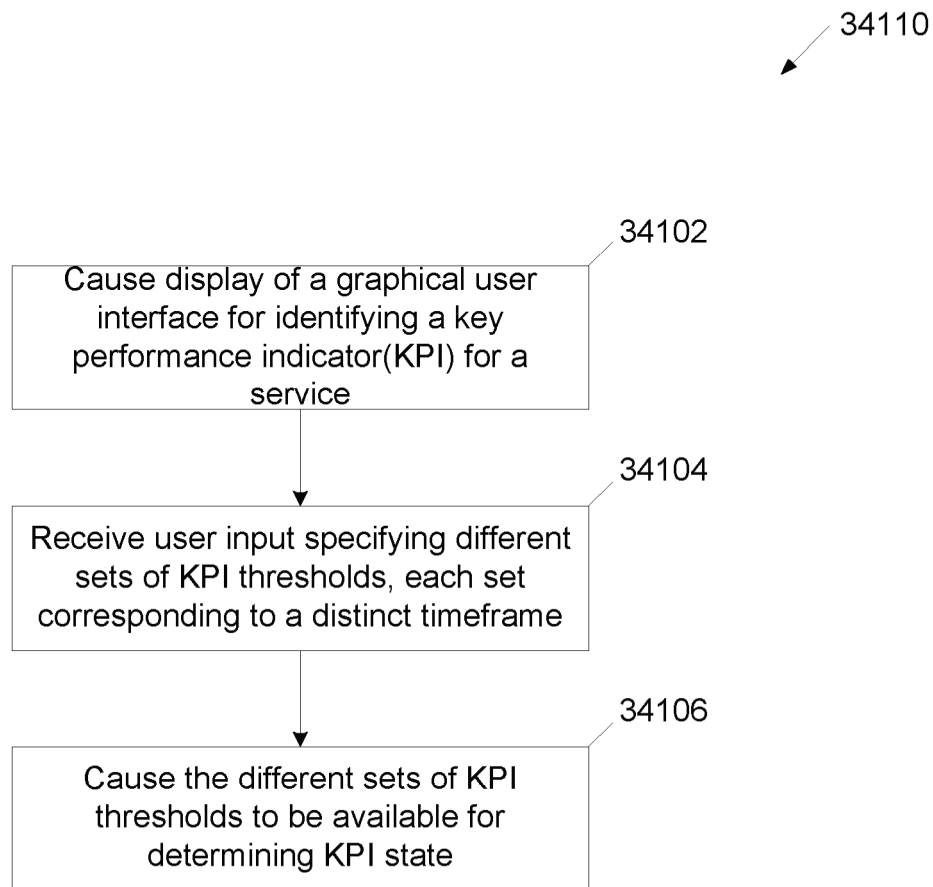 34110
34102
Cause display of a graphical user
interface for identifying a key
performance indicator(KPI) for a
service
34104
Receive user input specifying different
sets of KPI thresholds, each set
corresponding to a distinct timeframe
34106
Cause the different sets of KPI
thresholds to be available for
determining KPI state